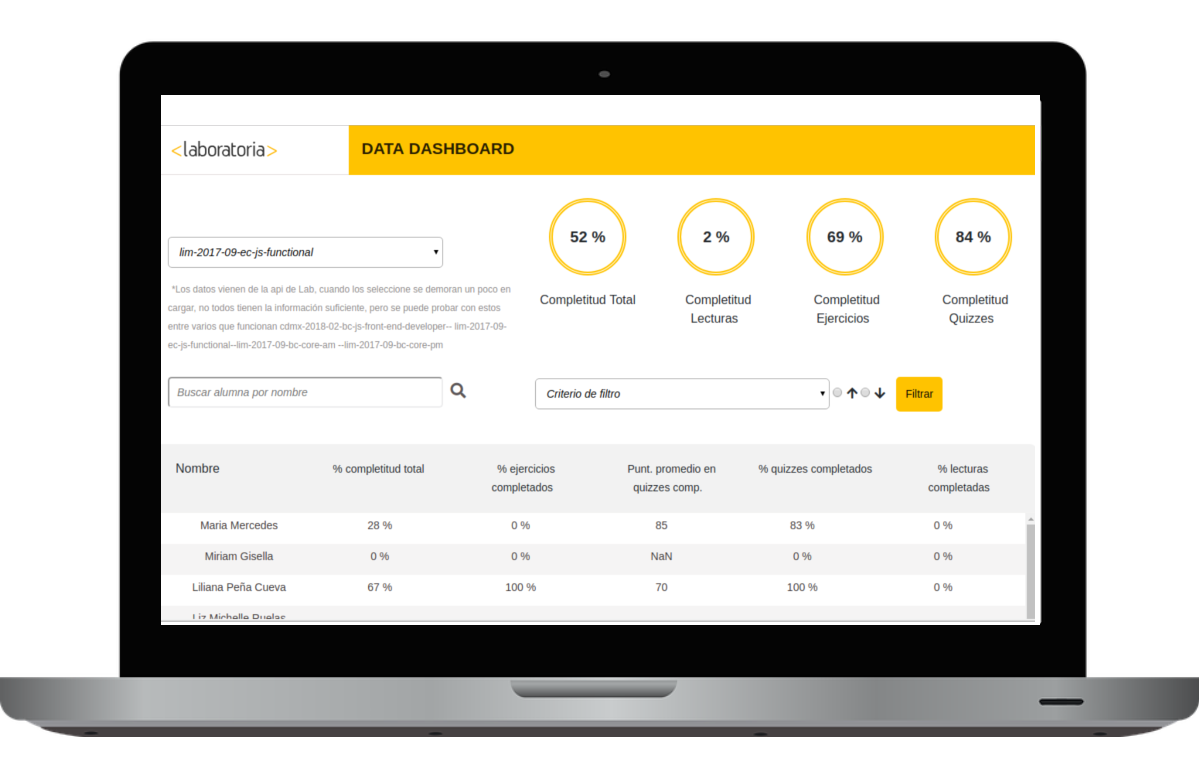 <laboratoria>
DATA DASHBOARD
52 %
2 %
69 %
84 %
lim-2017-09-ec-js-functional
*Los datos vienen de la api de Lab, cuando los seleccione se demoran un poco en
cargar, no todos tienen la información suficiente, pero se puede probar con estos
entre varios que funcionan cdmx-2018-02-bc-js-front-end-developer-- lim-2017-09-
ec-js-functional--lim-2017-09-bc-core-am --lim-2017-09-bc-core-pm
Completitud Total
Completitud
Lecturas
Completitud
Ejercicios
Completitud
Quizzes
Buscar alumna por nombre
Criterio de filtro
Filtrar
Nombre
% completitud total
% ejercicios
completados
Punt. promedio en
quizzes comp.
% quizzes completados
% lecturas
completadas
Maria Mercedes 28 % 0 % 85 83 % 0 %
Miriam Gisella 0 % 0 % NaN 0 % 0 %
Liliana Peña Cueva 67 % 100 % 70 100 % 0 %
Liz Michelle Ruelas